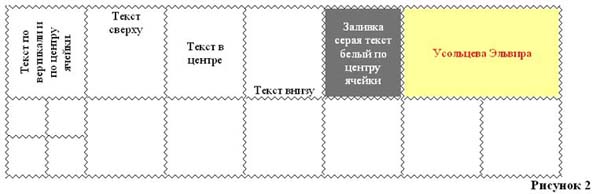 Текст по
вертикали и
по центру
ячейки.
Текст
сверху
Текст в
центре
Текст внизу
Заливка
серая текст
белый по
центру
ячейки
Усольцева Эльвира
Рисунок 2